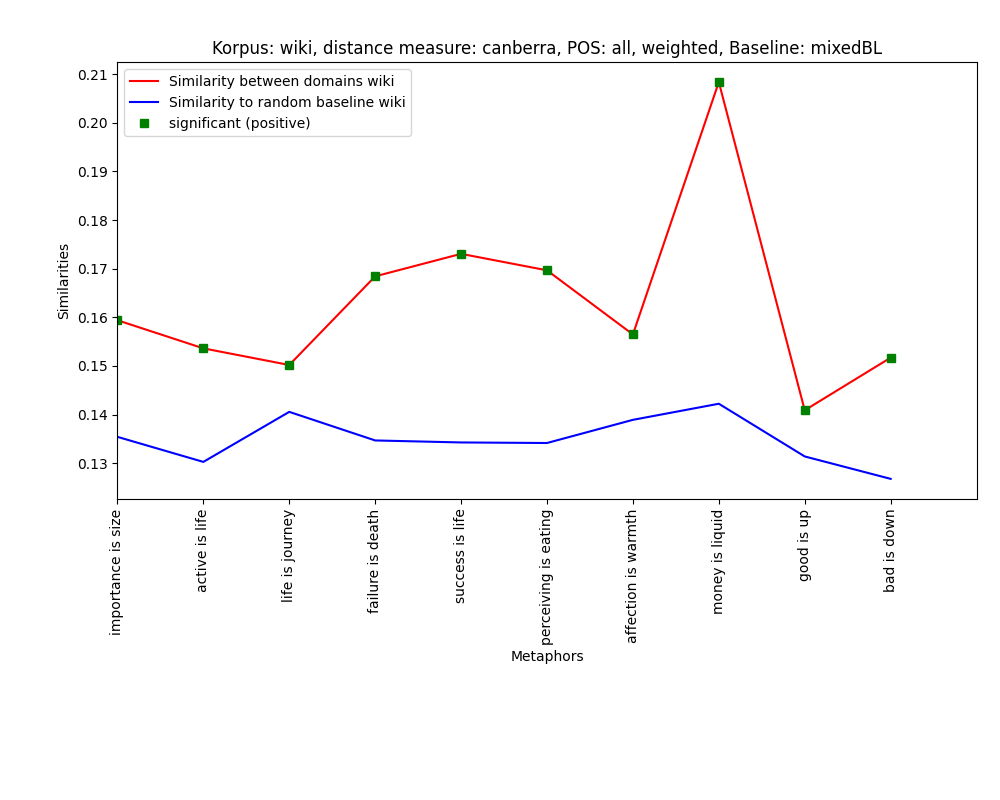 Korpus: wiki, distance measure: canberra, POS: all, weighted, Baseline: mixedBL
Similarity between domains wiki
Similarity to random baseline wiki
significant (positive)
0.21
0.20
0.19
0.18
0.17
0.16
0.15
0.14
0.13
Similarities
importance is size
active is life
life is journey
failure is death
success is life
perceiving is eating
affection is warmth
money is liquid
good is up
bad is down
Metaphors